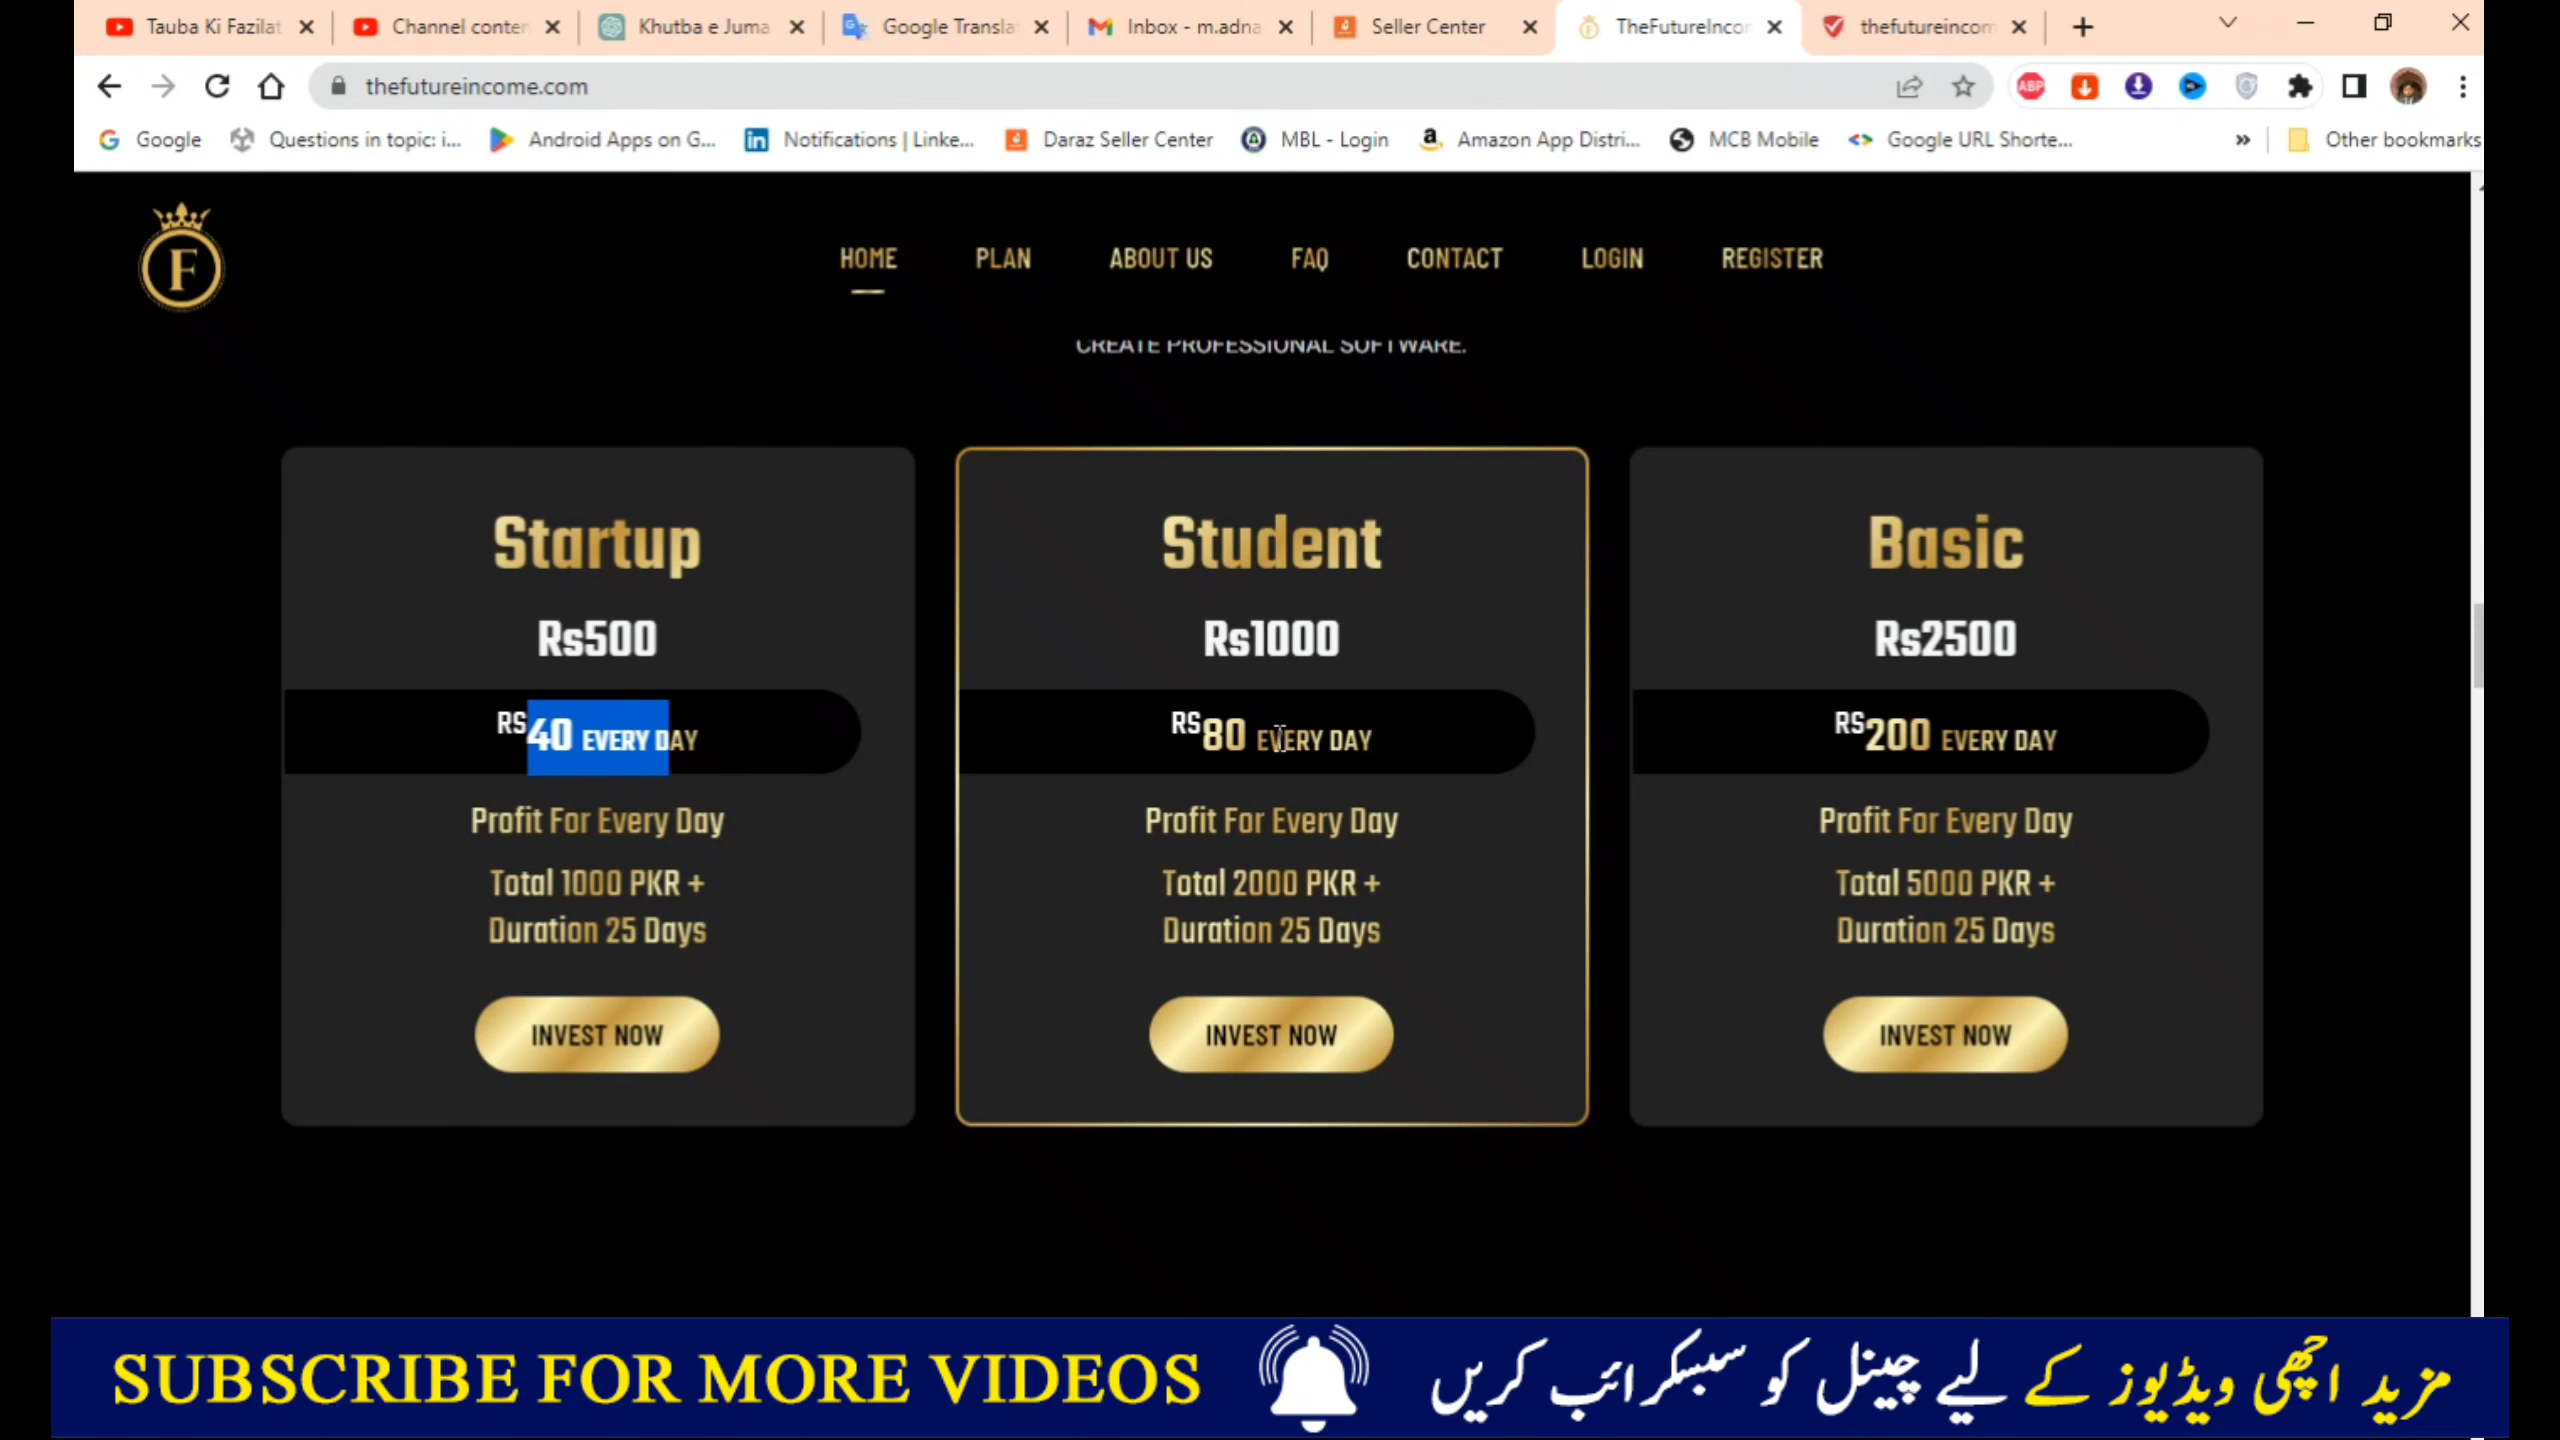 Tauba Ki Fazilat
Channel conten
Khutba e Juma
Google Transla
Inbox - m.adna
Seller Center
TheFutureIncor
thefutureincom
thefutureincome.com
ABP
Google
Questions in topic: i...
Android Apps on G...
Notifications | Linke...
Daraz Seller Center
MBL - Login
Amazon App Distri...
MCB Mobile
Google URL Shorte...
»
Other bookmarks
F
HOME
PLAN
ABOUT US
FAQ
CONTACT
LOGIN
REGISTER
CREATE PROFESSIONAL SOFTWARE.
Startup
Rs500
RS40 EVERY DAY
Profit For Every Day
Total 1000 PKR +
Duration 25 Days
INVEST NOW
Student
Rs1000
RS80 EVERY DAY
Profit For Every Day
Total 2000 PKR +
Duration 25 Days
INVEST NOW
Basic
Rs2500
RS200 EVERY DAY
Profit For Every Day
Total 5000 PKR +
Duration 25 Days
INVEST NOW
SUBSCRIBE FOR MORE VIDEOS
مزید اچھی ویڈیوز کے لیے چینل کو سبسکرائب کریں